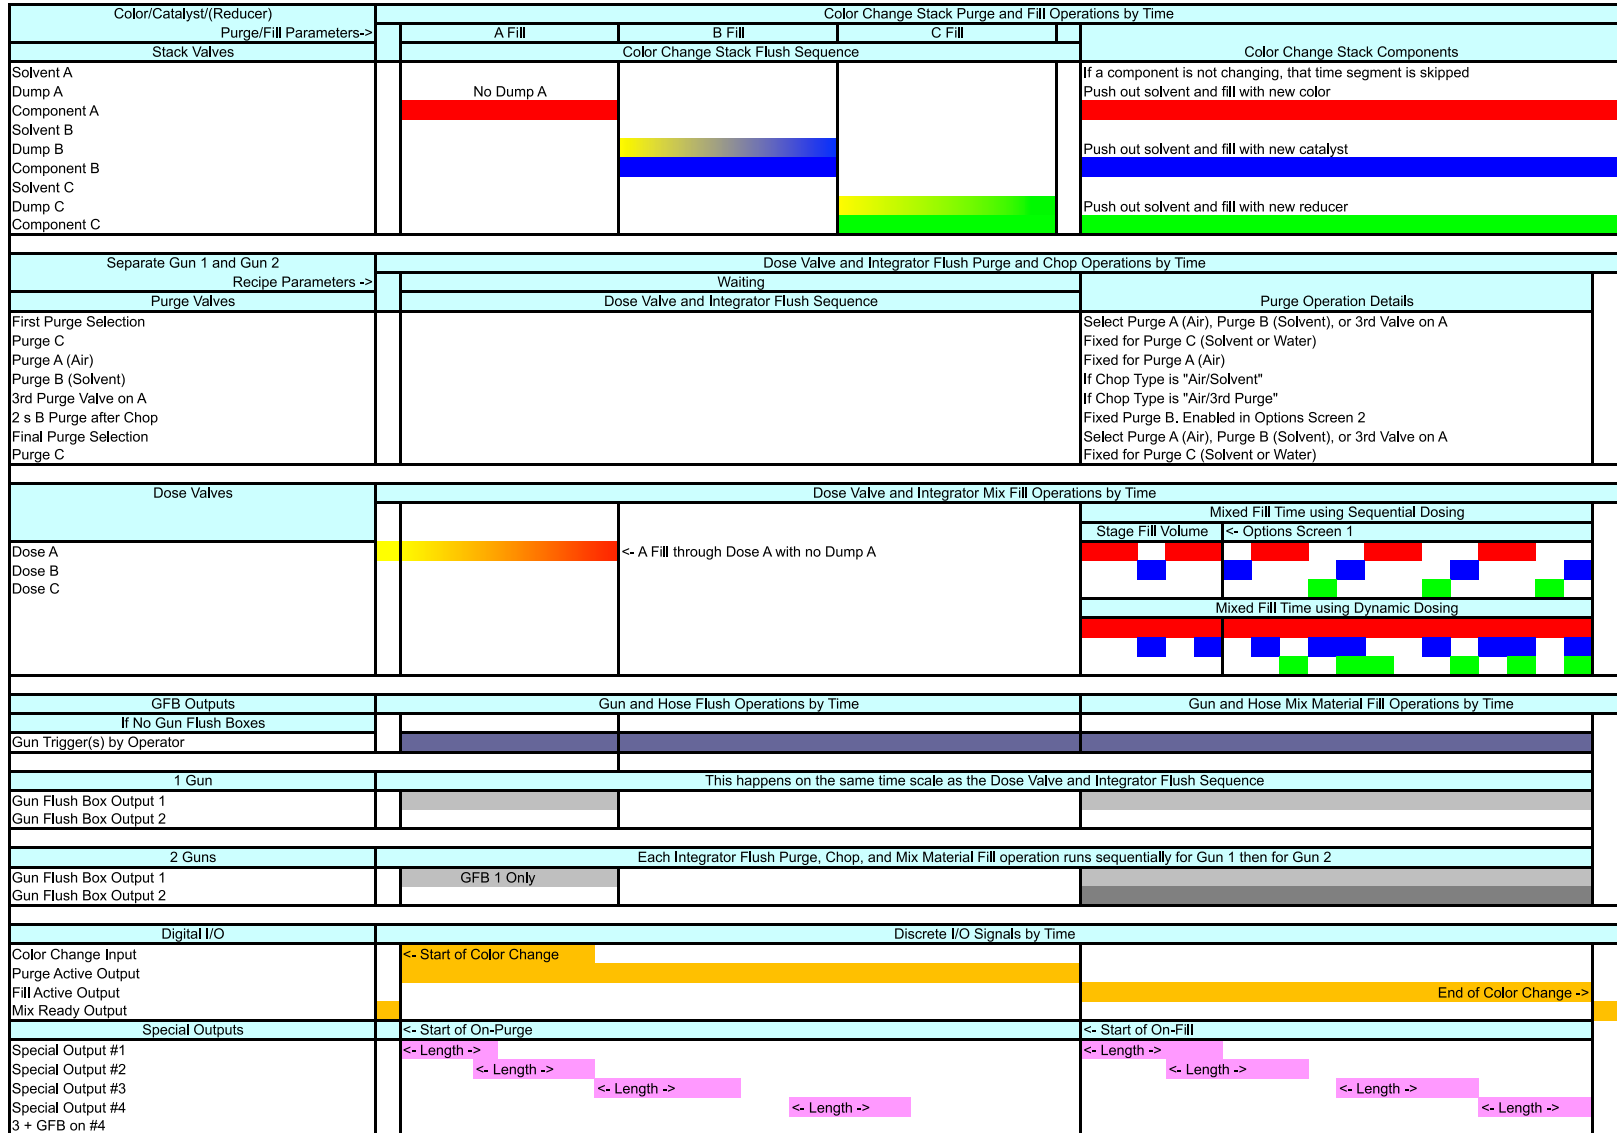 Color/Catalyst/(Reducer)
Color Change Stack Purge and Fill Operations by Time
Purge/Fill Parameters->
A Fill
B Fill
C Fill
Stack Valves
Color Change Stack Flush Sequence
Color Change Stack Components
Solvent A
If a component is not changing, that time segment is skipped
Dump A
No Dump A
Push out solvent and fill with new color
Component A
Solvent B
Dump B
Push out solvent and fill with new catalyst
Component B
Solvent C
Dump C
Push out solvent and fill with new reducer
Component C
Separate Gun 1 and Gun 2
Dose Valve and Integrator Flush Purge and Chop Operations by Time
Recipe Parameters ->
Waiting
Purge Valves
Dose Valve and Integrator Flush Sequence
Purge Operation Details
First Purge Selection
Select Purge A (Air), Purge B (Solvent), or 3rd Valve on A
Purge C
Fixed for Purge C (Solvent or Water)
Purge A (Air)
Fixed for Purge A (Air)
Purge B (Solvent)
If Chop Type is "Air/Solvent"
3rd Purge Valve on A
If Chop Type is "Air/3rd Purge"
2 s B Purge after Chop
Fixed Purge B. Enabled in Options Screen 2
Final Purge Selection
Select Purge A (Air), Purge B (Solvent), or 3rd Valve on A
Purge C
Fixed for Purge C (Solvent or Water)
Dose Valves
Dose Valve and Integrator Mix Fill Operations by Time
Mixed Fill Time using Sequential Dosing
Stage Fill Volume
<- Options Screen 1
Dose A
<- A Fill through Dose A with no Dump A
Dose B
Dose C
Mixed Fill Time using Dynamic Dosing
GFB Outputs
Gun and Hose Flush Operations by Time
Gun and Hose Mix Material Fill Operations by Time
If No Gun Flush Boxes
Gun Trigger(s) by Operator
1 Gun
This happens on the same time scale as the Dose Valve and Integrator Flush Sequence
Gun Flush Box Output 1
Gun Flush Box Output 2
2 Guns
Each Integrator Flush Purge, Chop, and Mix Material Fill operation runs sequentially for Gun 1 then for Gun 2
Gun Flush Box Output 1
GFB 1 Only
Gun Flush Box Output 2
Digital I/O
Discrete I/O Signals by Time
Color Change Input
<- Start of Color Change
Purge Active Output
Fill Active Output
End of Color Change ->
Mix Ready Output
Special Outputs
<- Start of On-Purge
<- Start of On-Fill
Special Output #1
<- Length ->
<- Length ->
Special Output #2
<- Length ->
<- Length ->
Special Output #3
<- Length ->
<- Length ->
Special Output #4
<- Length ->
<- Length ->
3 + GFB on #4